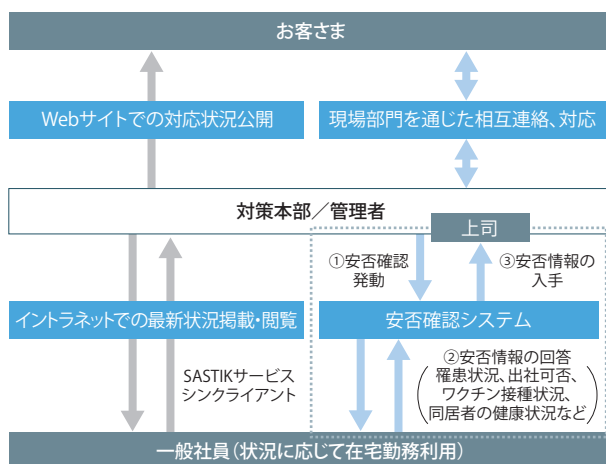 お客さま
Webサイトでの対応状況公開
現場部門を通じた相互連絡、対応
対策本部／管理者
上司
①安否確認
発動
③安否情報の
入手
イントラネットでの最新状況掲載・閲覧
安否確認システム
SASTIKサービス
シンクライアント
②安否情報の回答
罹患状況、出社可否、
ワクチン接種状況、
同居者の健康状況など
一般社員（状況に応じて在宅勤務利用）